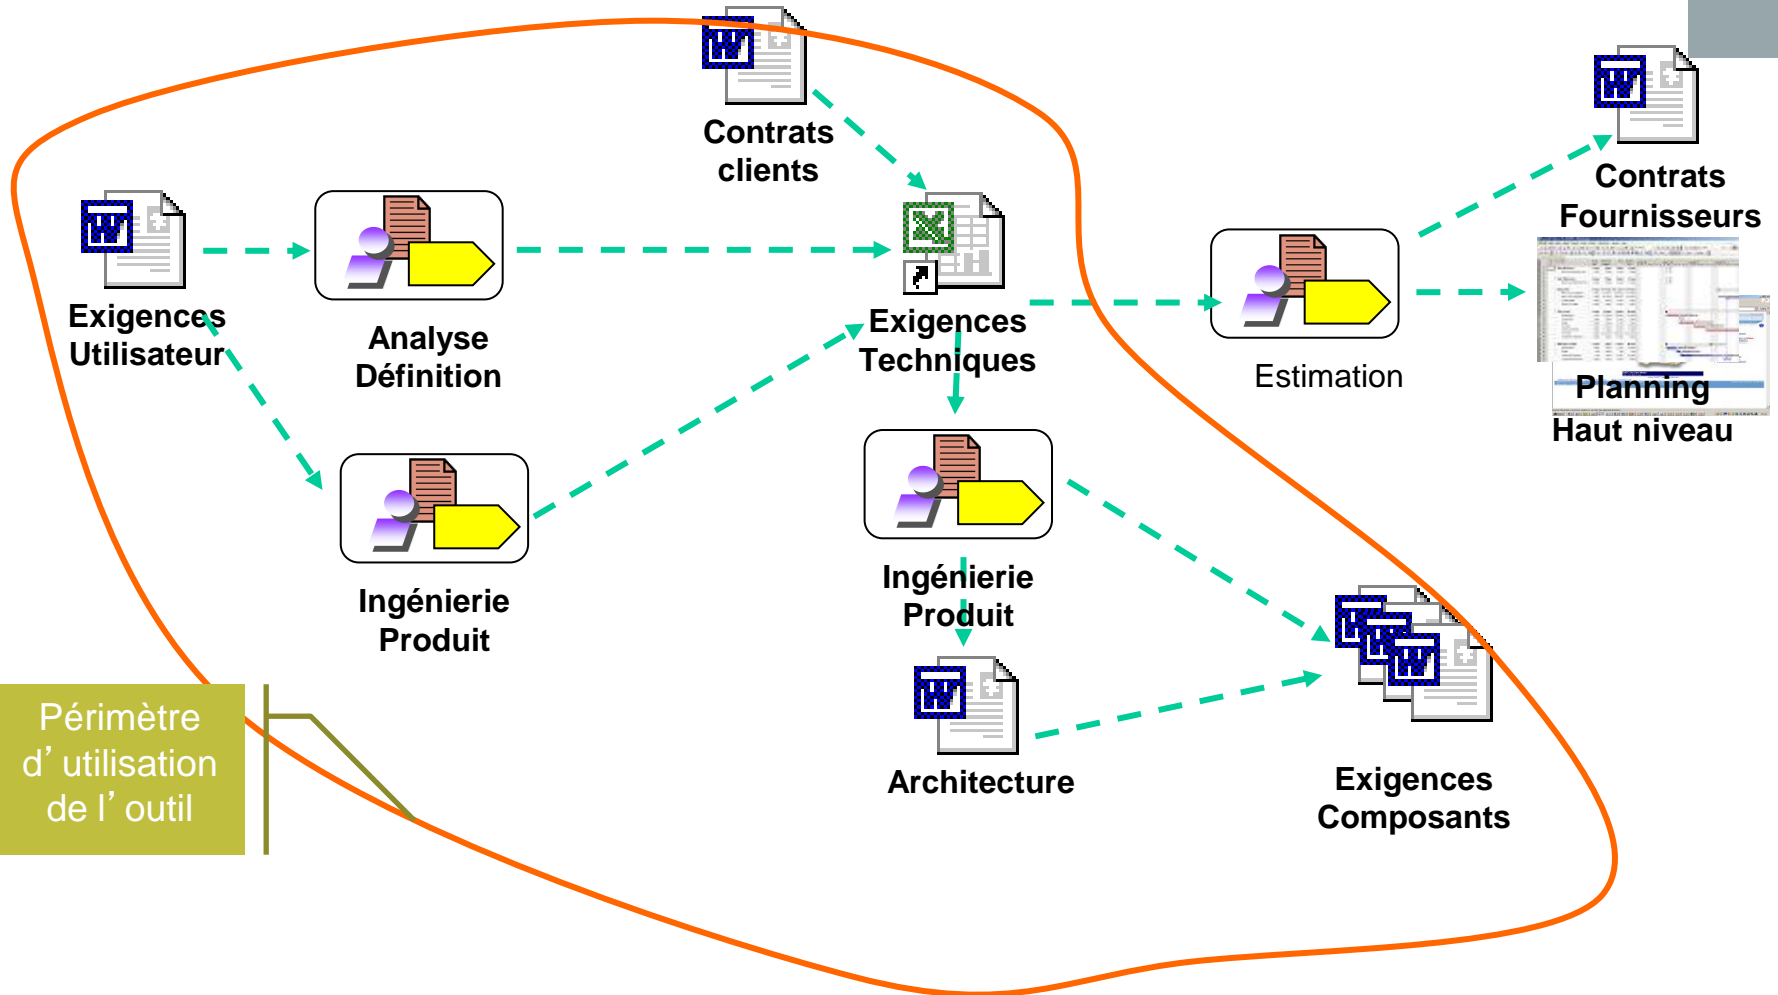 Contrats
clients
Contrats
Fournisseurs
Exigences
Utilisateur
Analyse
Définition
Exigences
Techniques
Estimation
Planning
Haut niveau
Ingénierie
Produit
Ingénierie
Produit
Architecture
Exigences
Composants
Périmètre
d’ utilisation
de l’ outil